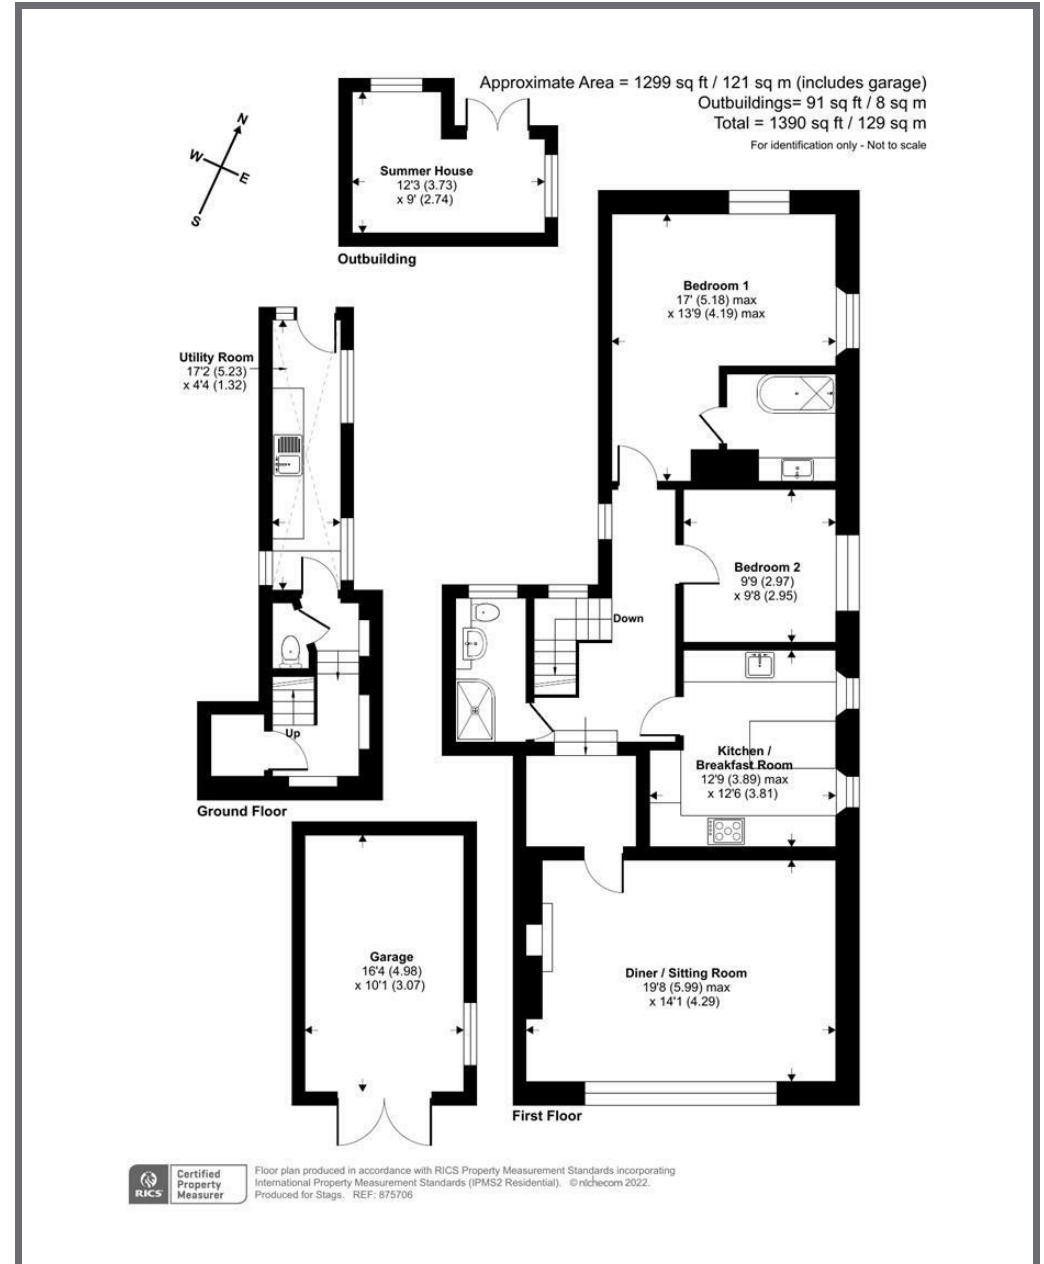 Approximate Area = 1299 sq ft / 121 sq m (includes garage)
Outbuildings= 91 sq ft / 8 sq m
Total = 1390 sq ft / 129 sq m
For identification only - Not to scale
N
W
E
S
Summer House
12'3 (3.73)
x 9' (2.74)
Outbuilding
Bedroom 1
17' (5.18) max
x 13'9 (4.19) max
Utility Room
17'2 (5.23)
x 4'4 (1.32)
Bedroom 2
9'9 (2.97)
x 9'8 (2.95)
Down
Up
Kitchen /
Breakfast Room
12'9 (3.89) max
x 12'6 (3.81)
Ground Floor
Garage
16'4 (4.98)
x 10'1 (3.07)
Diner / Sitting Room
19'8 (5.99) max
x 14'1 (4.29)
First Floor
RICS
Certified
Property
Measurer
Floor plan produced in accordance with RICS Property Measurement Standards incorporating
International Property Measurement Standards (IPMS2 Residential). © nichecom 2022.
Produced for Stags. REF: 875706